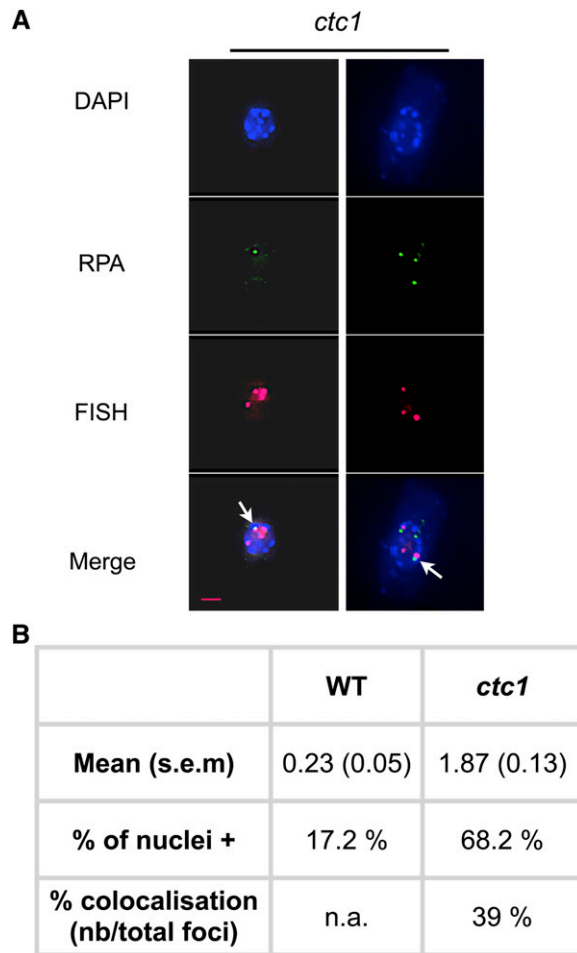 A
ctc1
DAPI
RPA
FISH
Merge
B
WT ctc1
Mean (s.e.m) 0.23 (0.05) 1.87 (0.13)
% of nuclei + 17.2 % 68.2 %
% colocalisation
(nb/total foci) n.a. 39 %